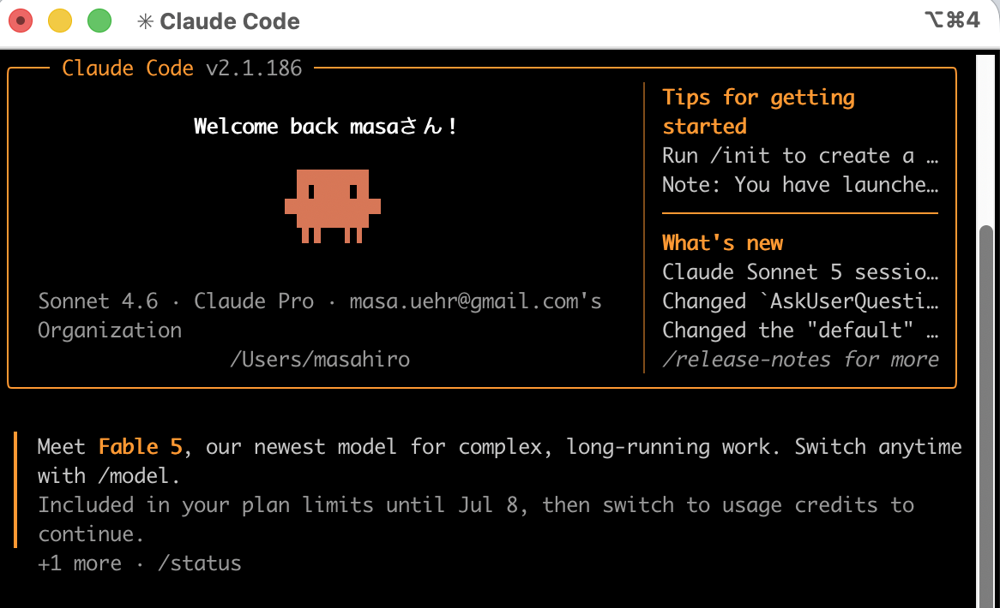 ✳ Claude Code
⌥⌘4
Claude Code v2.1.186
Welcome back masaさん!
Sonnet 4.6 · Claude Pro · masa.uehr@gmail.com's
Organization
/Users/masahiro
Tips for getting
started
Run /init to create a …
Note: You have launche…
What's new
Claude Sonnet 5 sessio…
Changed `AskUserQuesti…
Changed the "default" …
/release-notes for more
Meet Fable 5, our newest model for complex, long-running work. Switch anytime
with /model.
Included in your plan limits until Jul 8, then switch to usage credits to
continue.
+1 more · /status